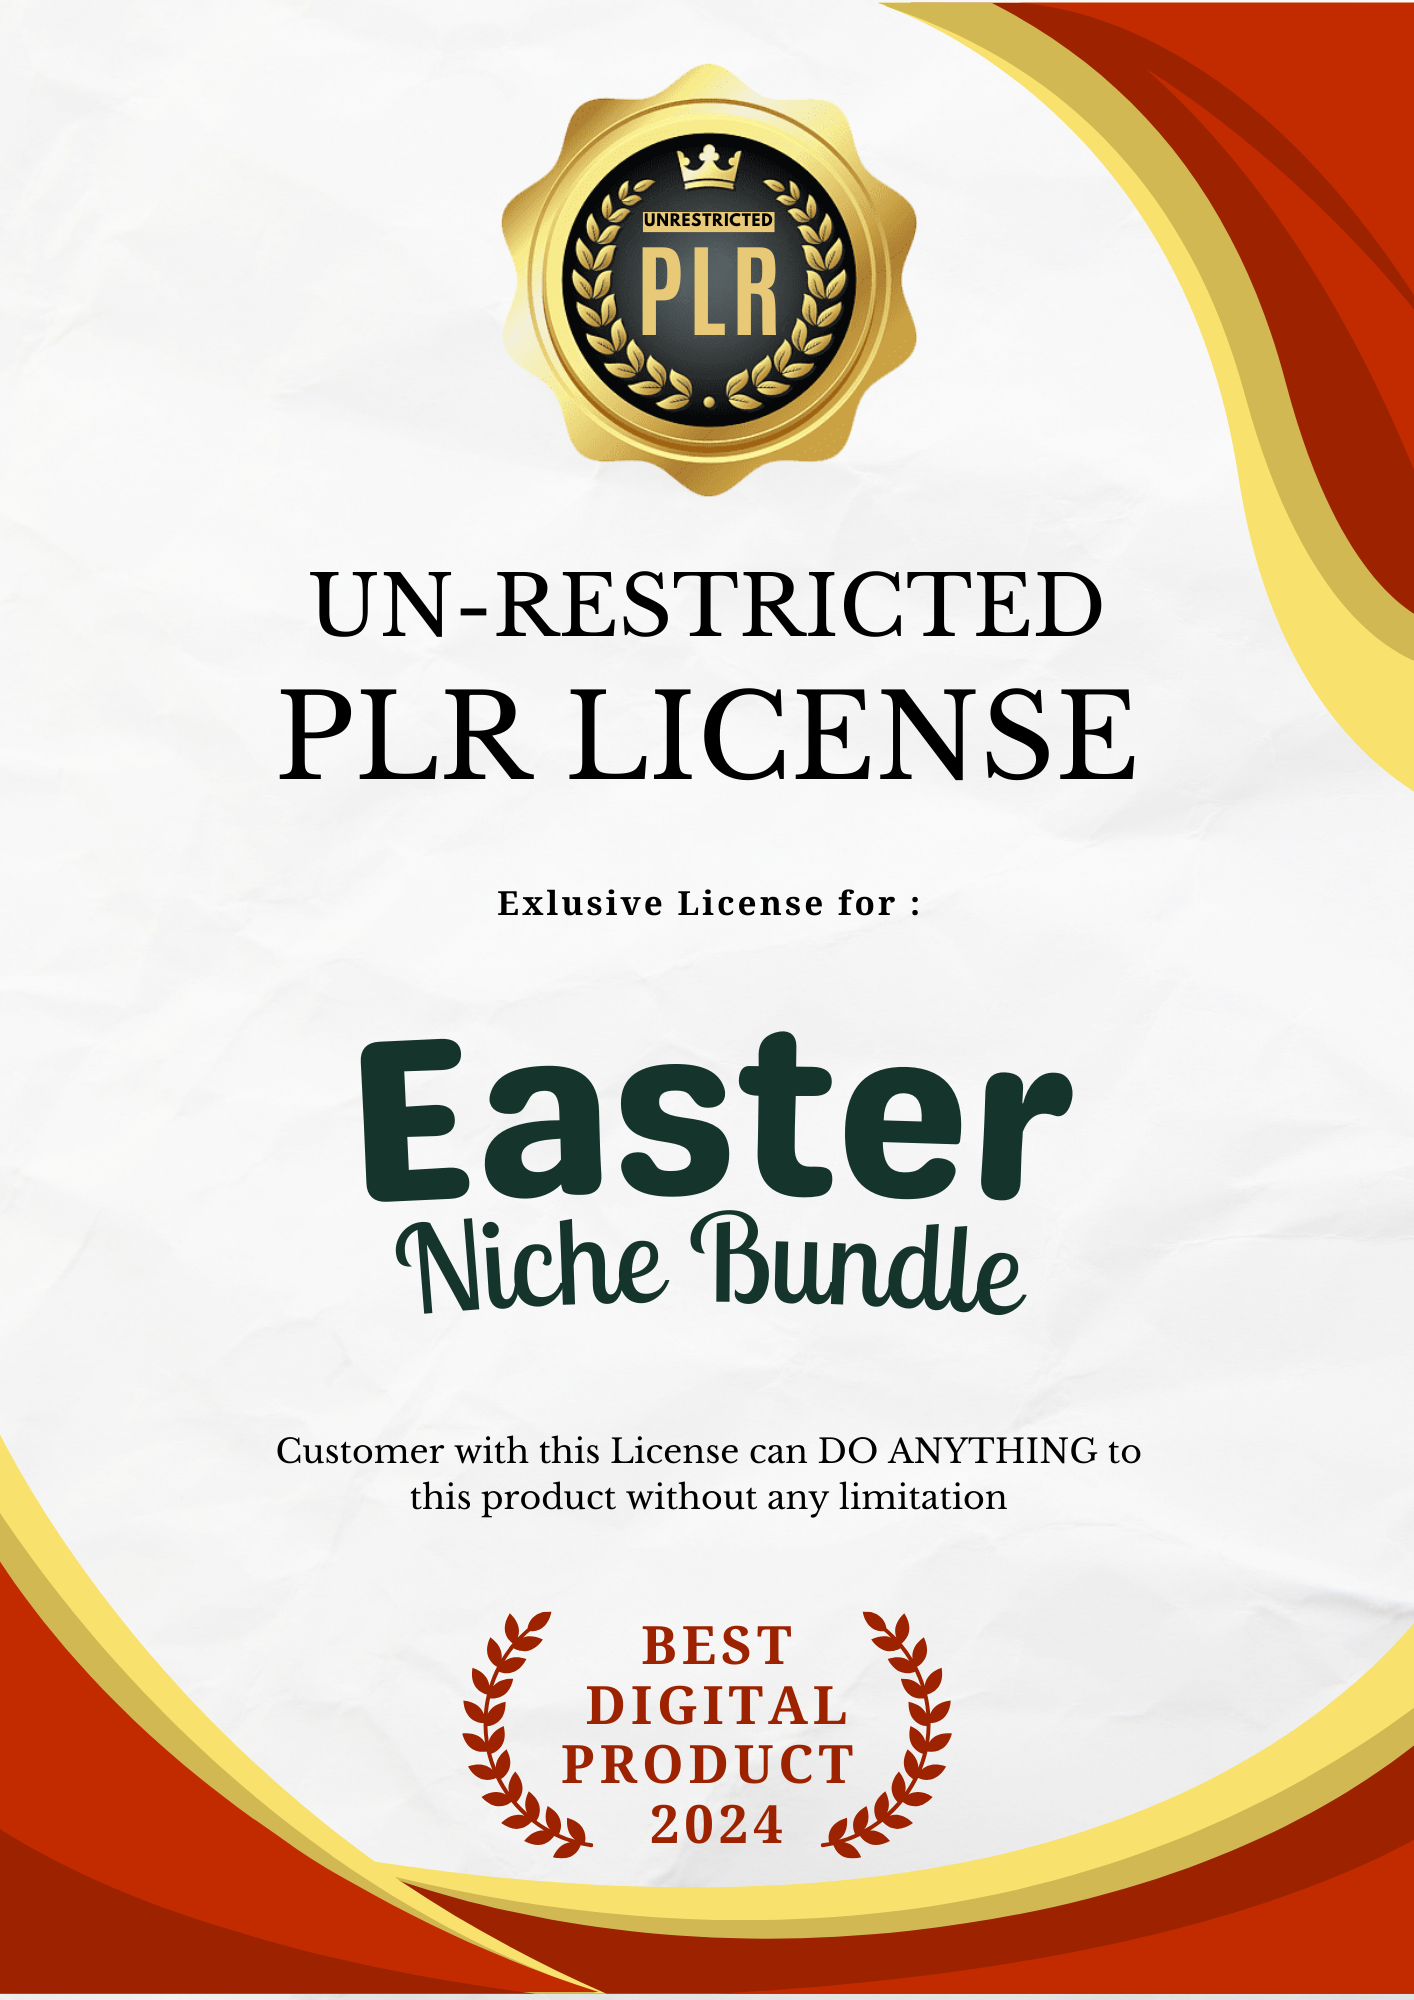 UNRESTRICTED
PLR
UN-RESTRICTED
PLR LICENSE
Exlusive License for :
Easter
Niche Bundle
Customer with this License can DO ANYTHING to
this product without any limitation
BEST
DIGITAL
PRODUCT
2024